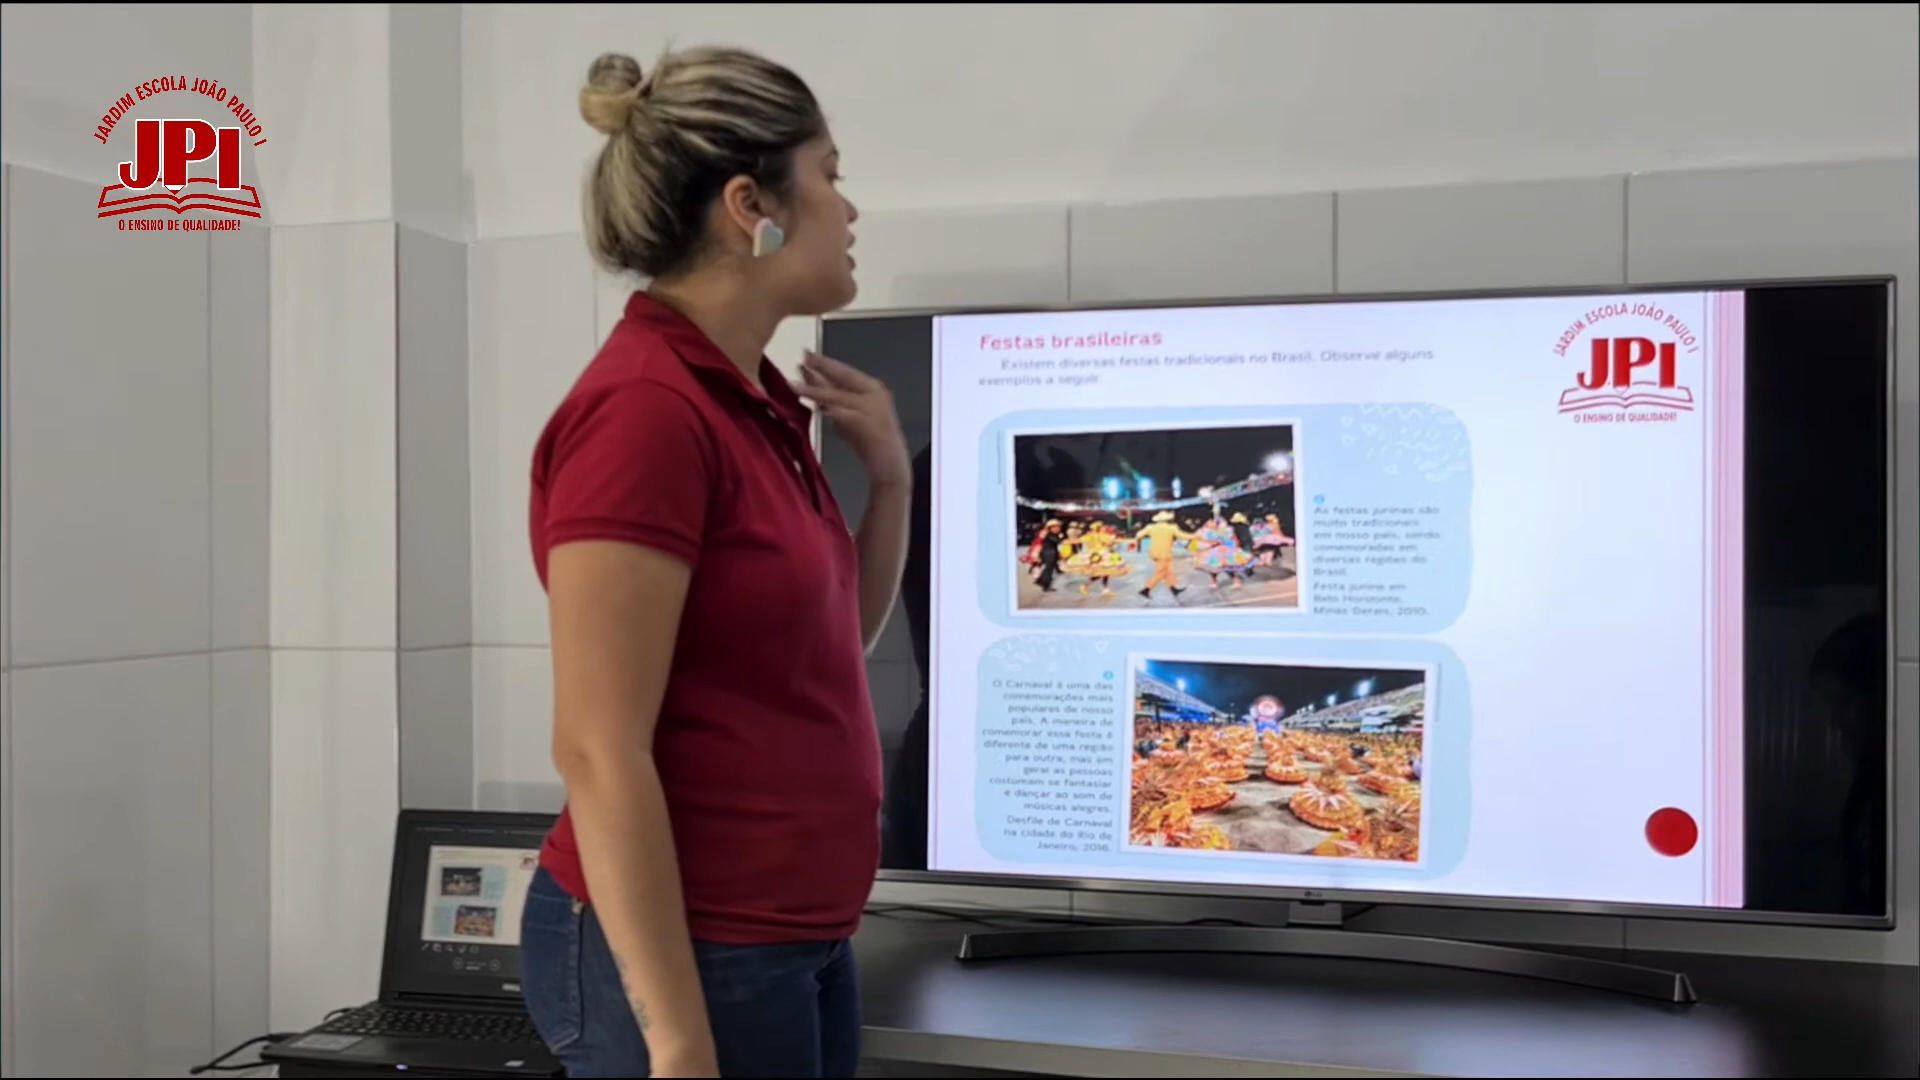 JARDIM ESCOLA JOÃO PAULO I
JPI
O ENSINO DE QUALIDADE!
Festas brasileiras
Existem diversas festas tradicionais no Brasil. Observe alguns
exemplos a seguir.
JARDIM ESCOLA JOÃO PAULO I
JPI
O ENSINO DE QUALIDADE!
As festas juninas são
muito tradicionais
em nosso país, sendo
comemoradas em
diversas regiões do
Brasil.
Festa junina em
Belo Horizonte,
Minas Gerais, 2010.
O Carnaval é uma das
comemorações mais
populares de nosso
país. A maneira de
comemorar essa festa é
diferente de uma região
para outra, mas em
geral as pessoas
costumam se fantasiar
e dançar ao som de
músicas alegres.
Desfile de Carnaval
na cidade do Rio de
Janeiro, 2016.
LG
DELL